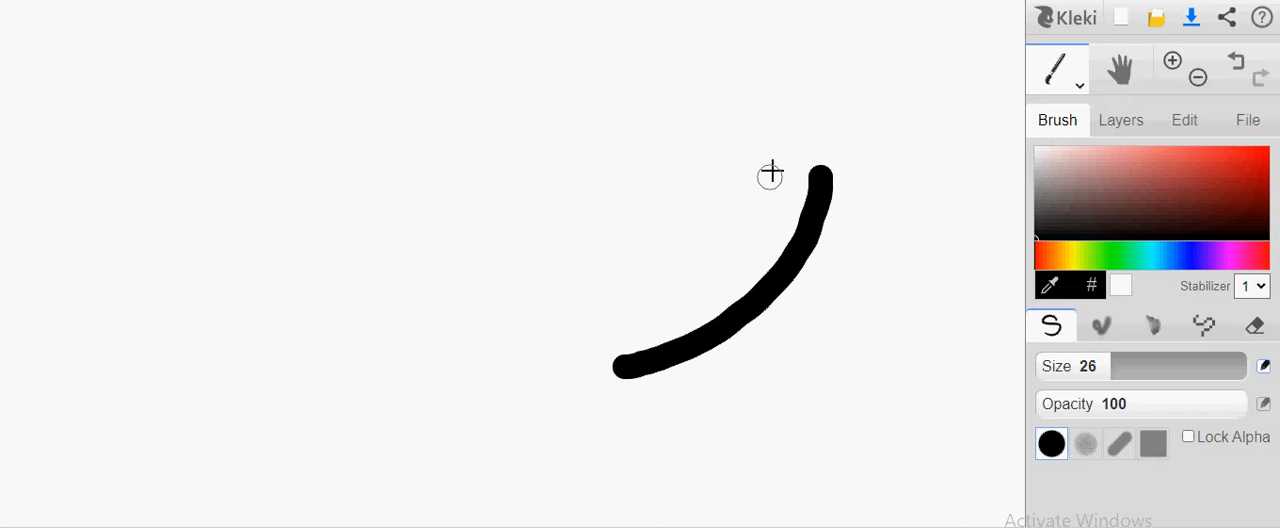 Kleki
Brush Layers Edit File
# Stabilizer 1
Size 26
Opacity 100
Lock Alpha
Activate Windows